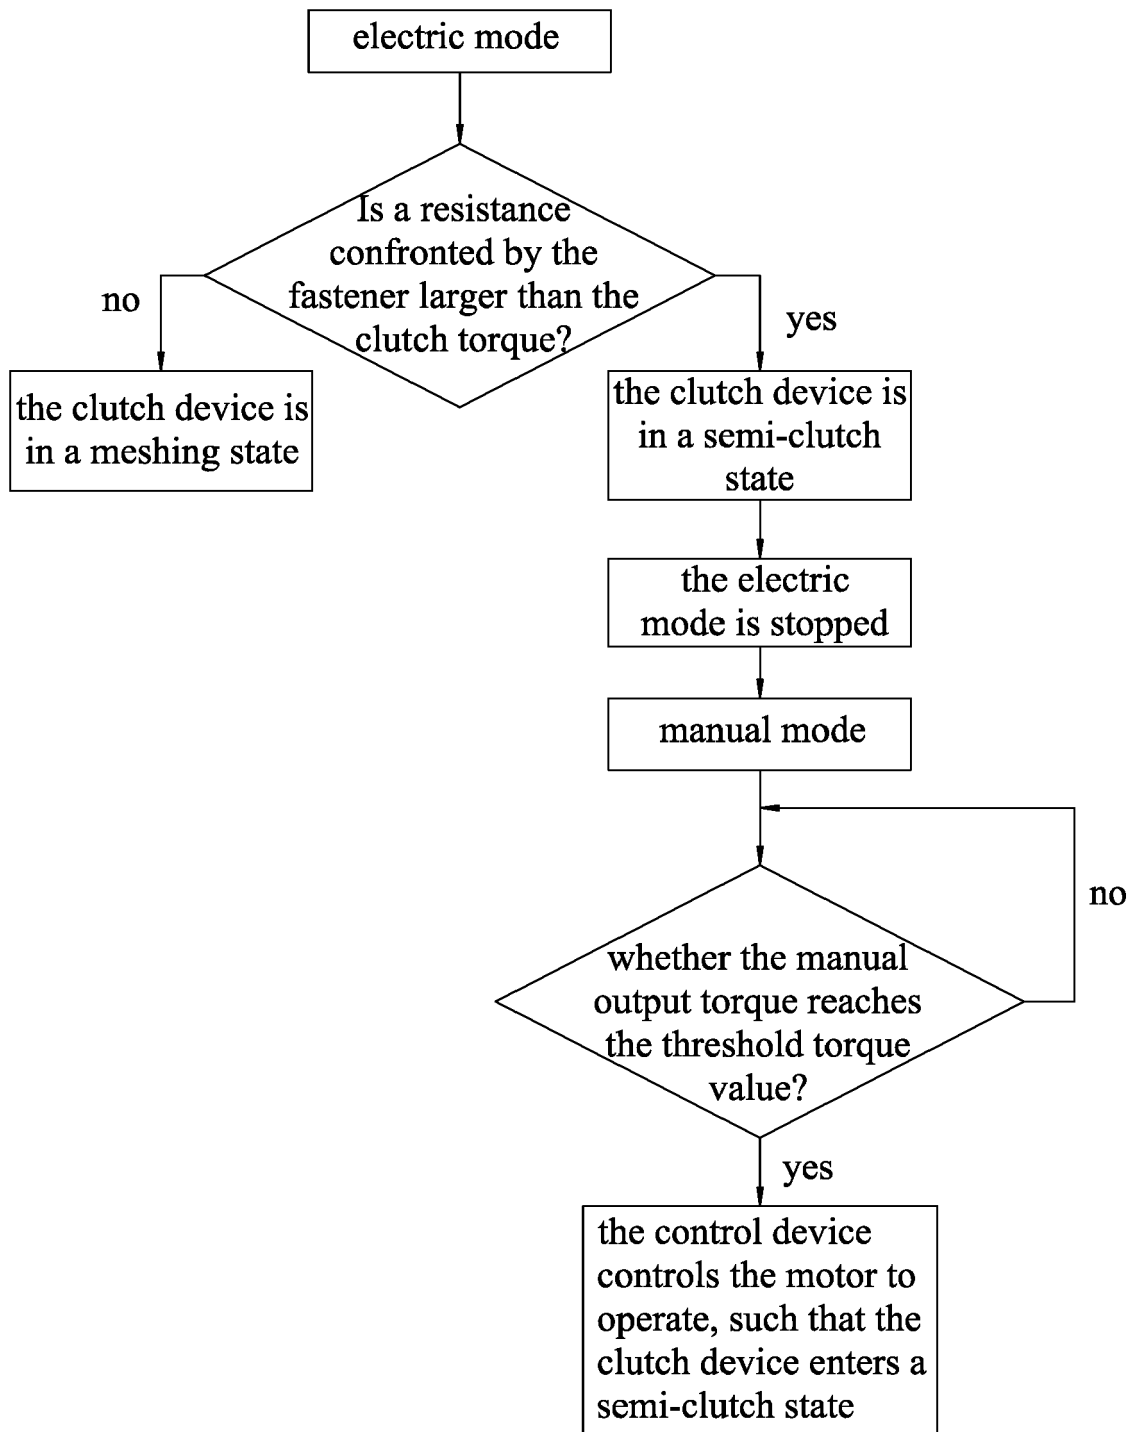 electric mode
Is a resistance
confronted by the
fastener larger than the
clutch torque?
no
yes
the clutch device is
in a meshing state
the clutch device is
in a semi-clutch
state
the electric
mode is stopped
manual mode
no
whether the manual
output torque reaches
the threshold torque
value?
yes
the control device
controls the motor to
operate, such that the
clutch device enters a
semi-clutch state